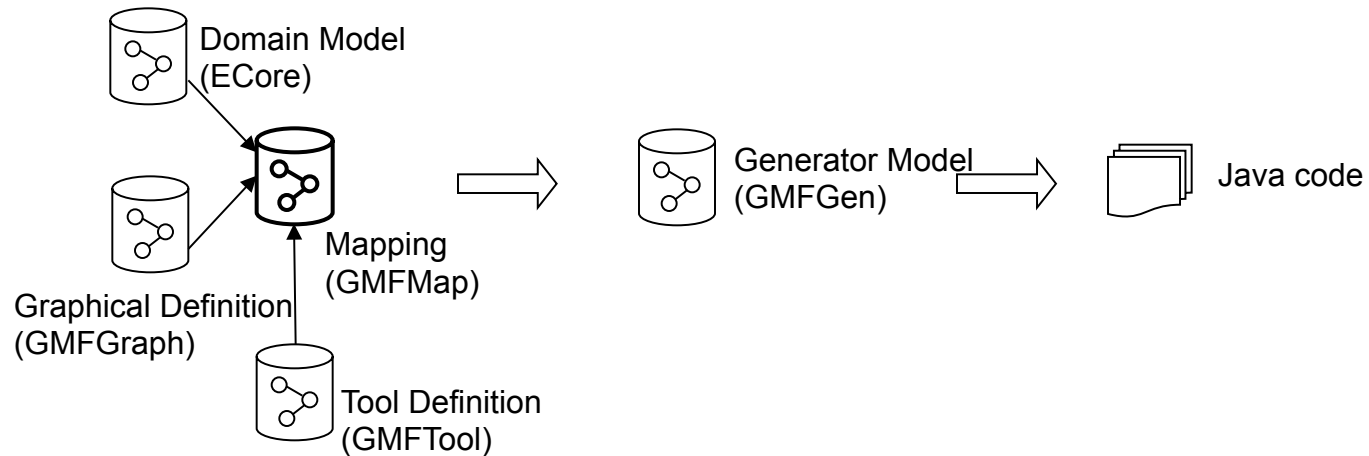 Domain Model
(ECore)
Mapping
(GMFMap)
Graphical Definition
(GMFGraph)
Tool Definition
(GMFTool)
Generator Model
(GMFGen)
Java code